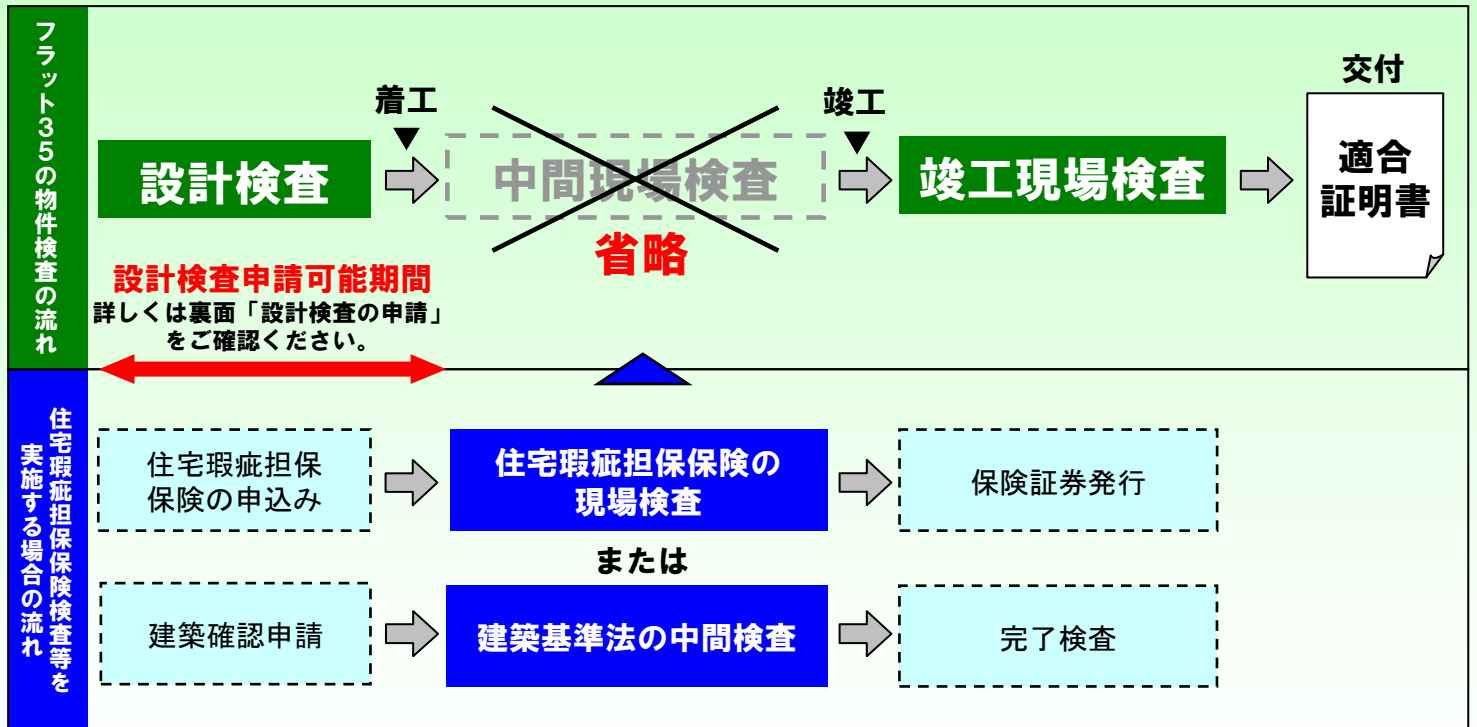 フラット35の物件検査の流れ
着工
竣工
交付
設計検査
中間現場検査
竣工現場検査
適合
証明書
省略
設計検査申請可能期間
詳しくは裏面「設計検査の申請」
をご確認ください。
住宅瑕疵担保保険検査等を
実施する場合の流れ
住宅瑕疵担保
保険の申込み
住宅瑕疵担保保険の
現場検査
保険証券発行
または
建築確認申請
建築基準法の中間検査
完了検査